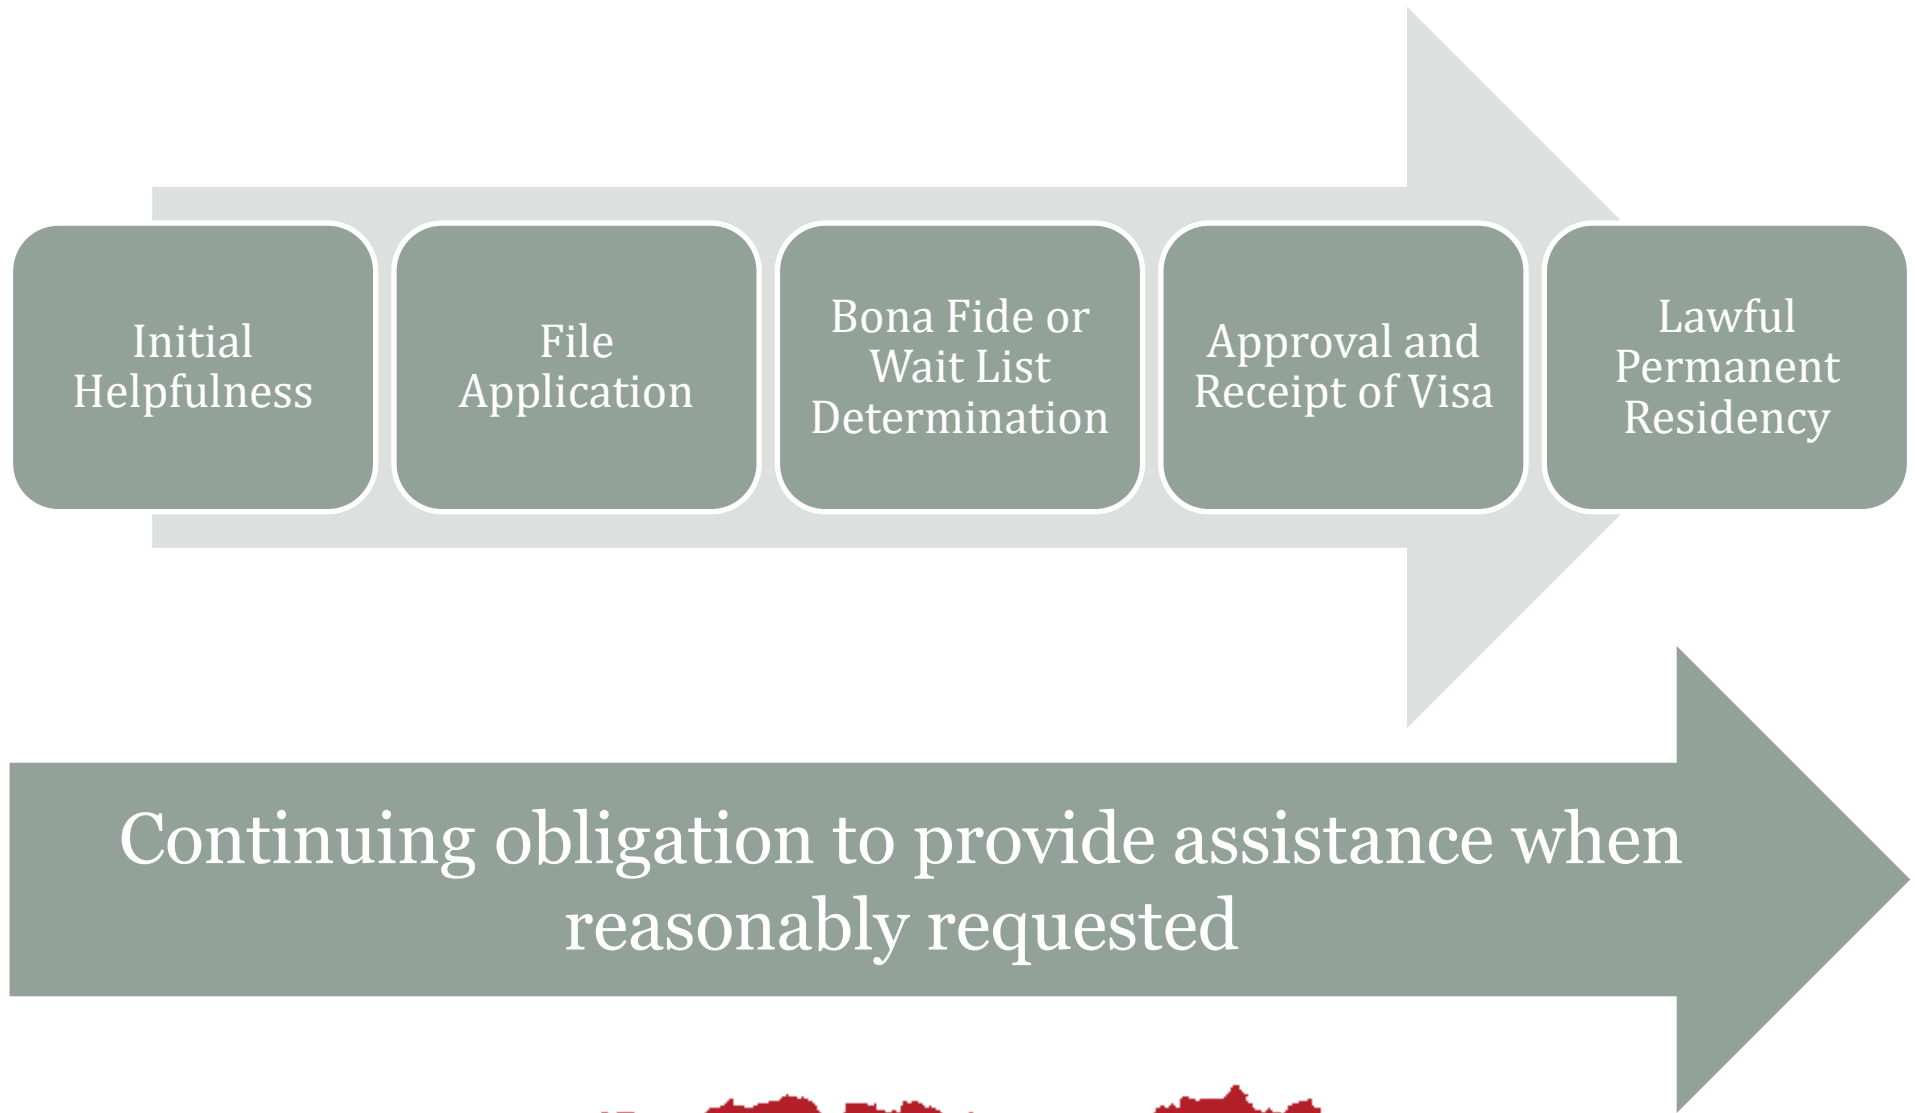 Initial
Helpfulness
File
Application
Bona Fide or
Wait List
Determination
Approval and
Receipt of Visa
Lawful
Permanent
Residency
Continuing obligation to provide assistance when
reasonably requested